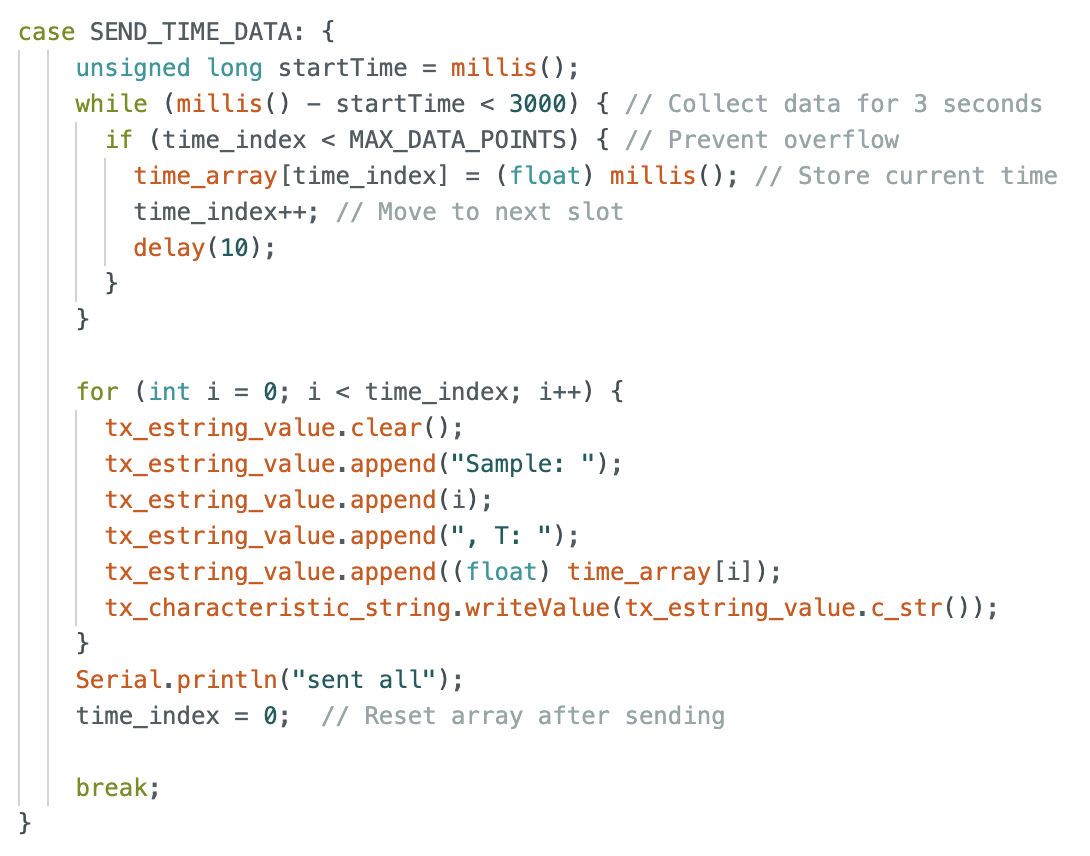 case SEND_TIME_DATA: {
unsigned long startTime = millis();
while (millis() - startTime < 3000) { // Collect data for 3 seconds
if (time_index < MAX_DATA_POINTS) { // Prevent overflow
time_array[time_index] = (float) millis(); // Store current time
time_index++; // Move to next slot
delay(10);
}
}
for (int i = 0; i < time_index; i++) {
tx_estring_value.clear();
tx_estring_value.append("Sample: ");
tx_estring_value.append(i);
tx_estring_value.append(", T: ");
tx_estring_value.append((float) time_array[i]);
tx_characteristic_string.writeValue(tx_estring_value.c_str());
}
Serial.println("sent all");
time_index = 0;  // Reset array after sending
break;
}